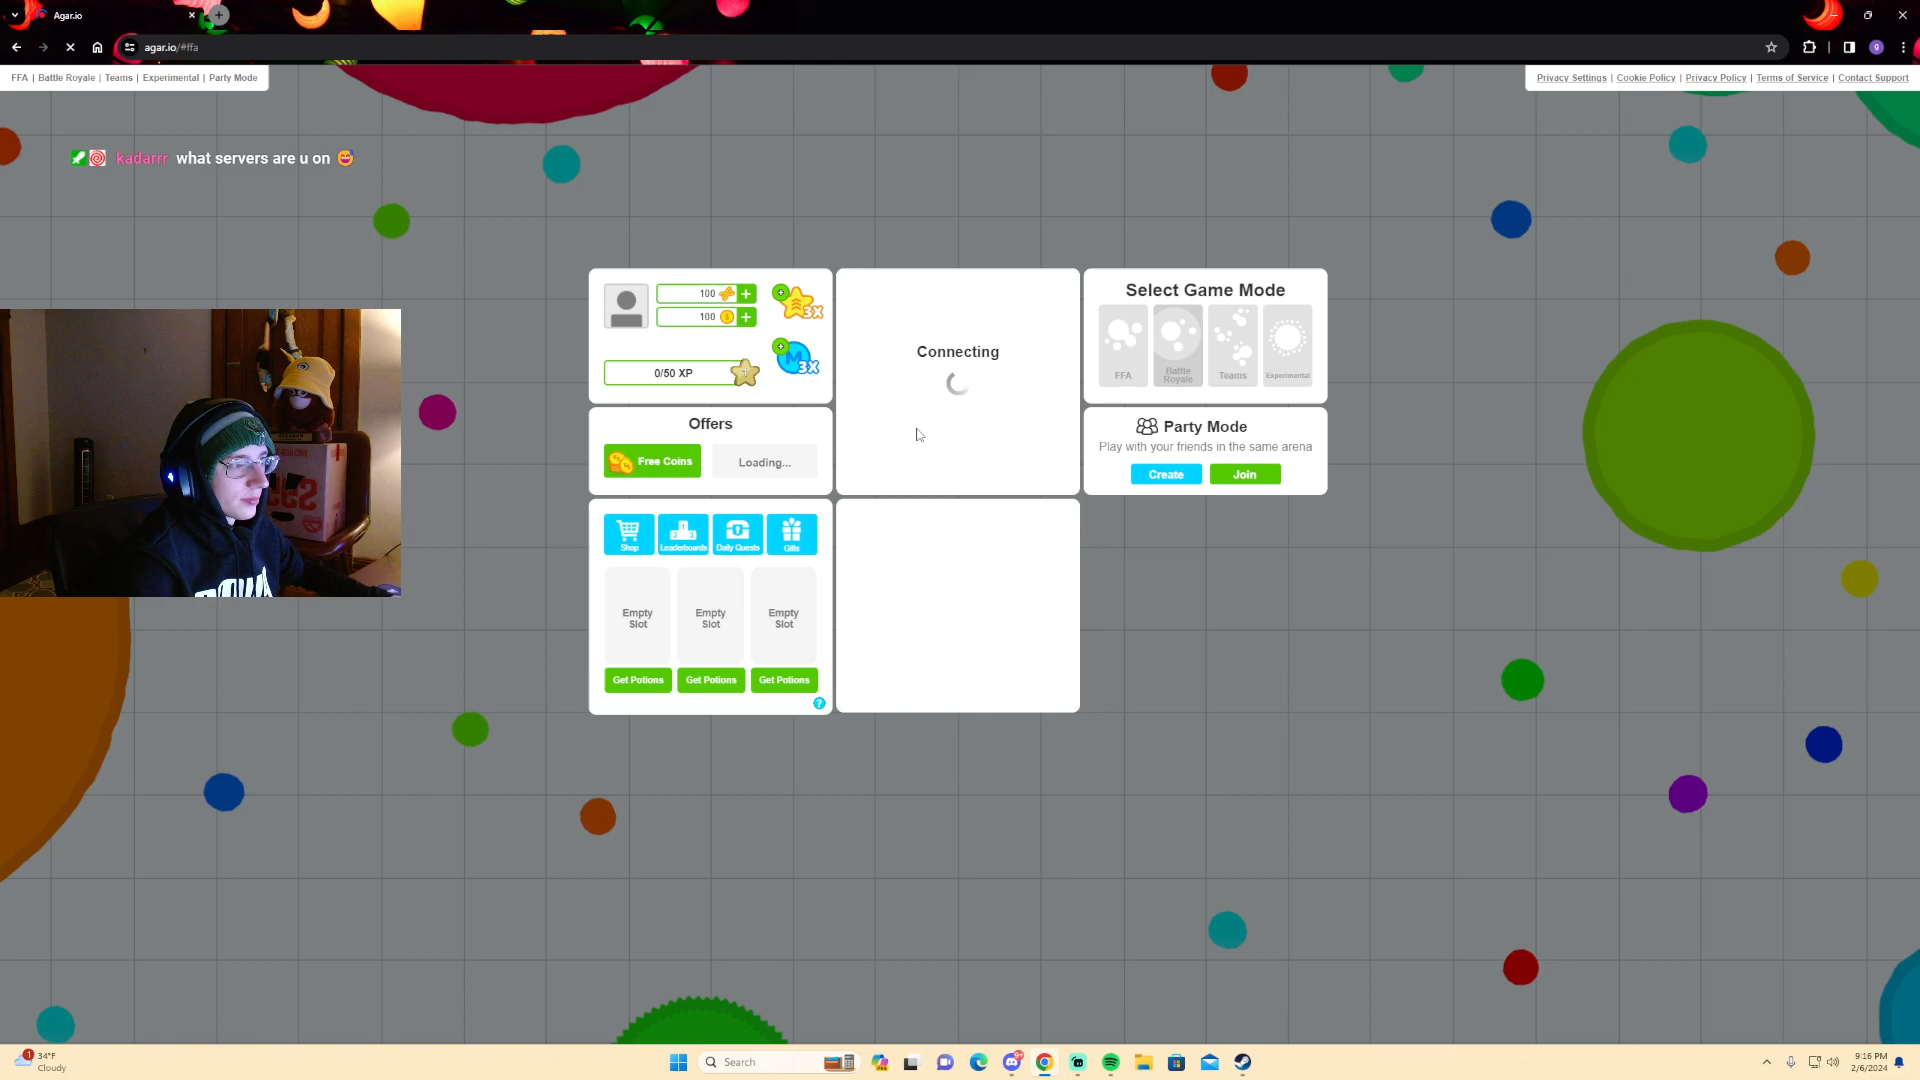 Agar.io
agar.io/#ffa
FFA | Battle Royale | Teams | Experimental | Party Mode
Privacy Settings | Cookie Policy | Privacy Policy | Terms of Service | Contact Support
kadarrr what servers are u on 😅
100
100
3X
0/50 XP
1
M
3X
Connecting
Select Game Mode
FFA
Battle
Royale
Teams
Experimental
Offers
Free Coins
Loading...
Party Mode
Play with your friends in the same arena
Create
Join
Shop
Leaderboards
Daily Quests
Gifts
Empty
Slot
Empty
Slot
Empty
Slot
Get Potions
Get Potions
Get Potions
?
34°F
Cloudy
Search
9:16 PM
2/6/2024